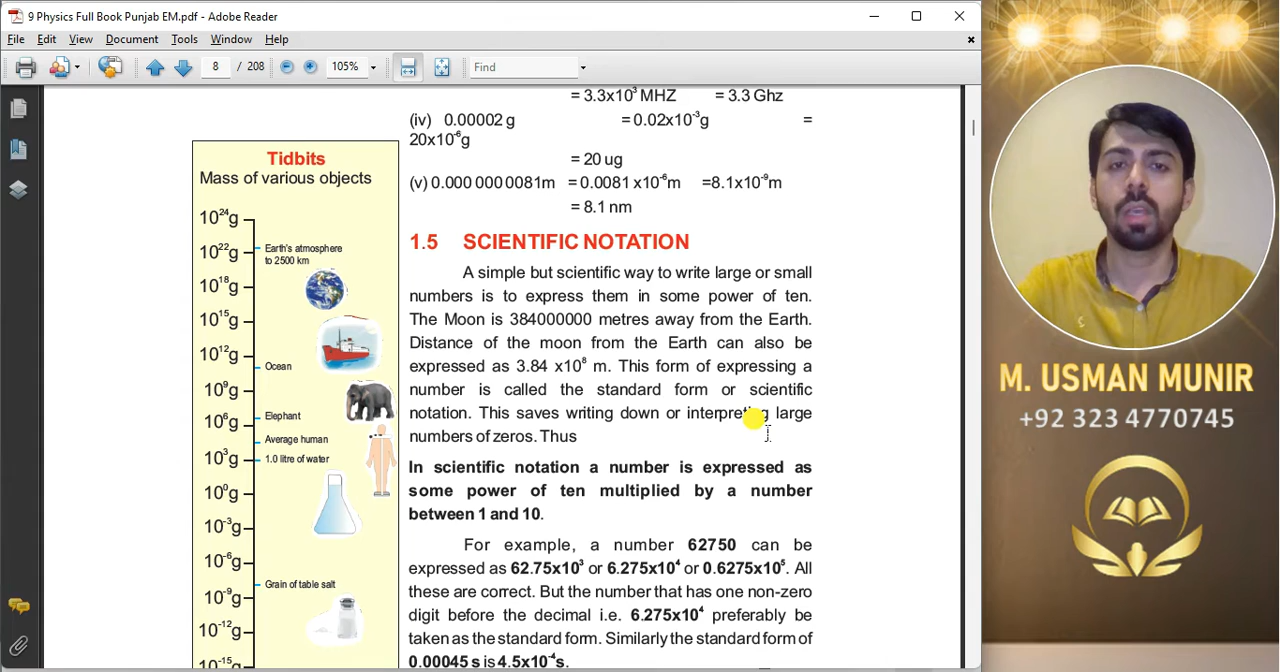 9 Physics Full Book Punjab EM.pdf - Adobe Reader
File Edit View Document Tools Window Help
8 / 208 105% Find
= 3.3x10³ MHZ = 3.3 Ghz
(iv) 0.00002 g = 0.02x10⁻³g =
20x10⁻⁶g
= 20 ug
(v) 0.000 000 0081m = 0.0081 x10⁻⁶m =8.1x10⁻⁹m
= 8.1 nm
1.5 SCIENTIFIC NOTATION
A simple but scientific way to write large or small
numbers is to express them in some power of ten.
The Moon is 384000000 metres away from the Earth.
Distance of the moon from the Earth can also be
expressed as 3.84 x10⁸ m. This form of expressing a
number is called the standard form or scientific
notation. This saves writing down or interpreting large
numbers of zeros. Thus
In scientific notation a number is expressed as
some power of ten multiplied by a number
between 1 and 10.
For example, a number 62750 can be
expressed as 62.75x10³ or 6.275x10⁴ or 0.6275x10⁵. All
these are correct. But the number that has one non-zero
digit before the decimal i.e. 6.275x10⁴ preferably be
taken as the standard form. Similarly the standard form of
0.00045 s is 4.5x10⁻⁴s.
Tidbits
Mass of various objects
10²⁴g
Earth's atmosphere
to 2500 km
10²²g
10¹⁸g
10¹⁵g
10¹²g
Ocean
10⁹g
Elephant
10⁶g
Average human
10³g
1.0 litre of water
10⁰g
10⁻³g
10⁻⁶g
Grain of table salt
10⁻⁹g
10⁻¹²g
10⁻¹⁵g
M. USMAN MUNIR
+92 323 4770745